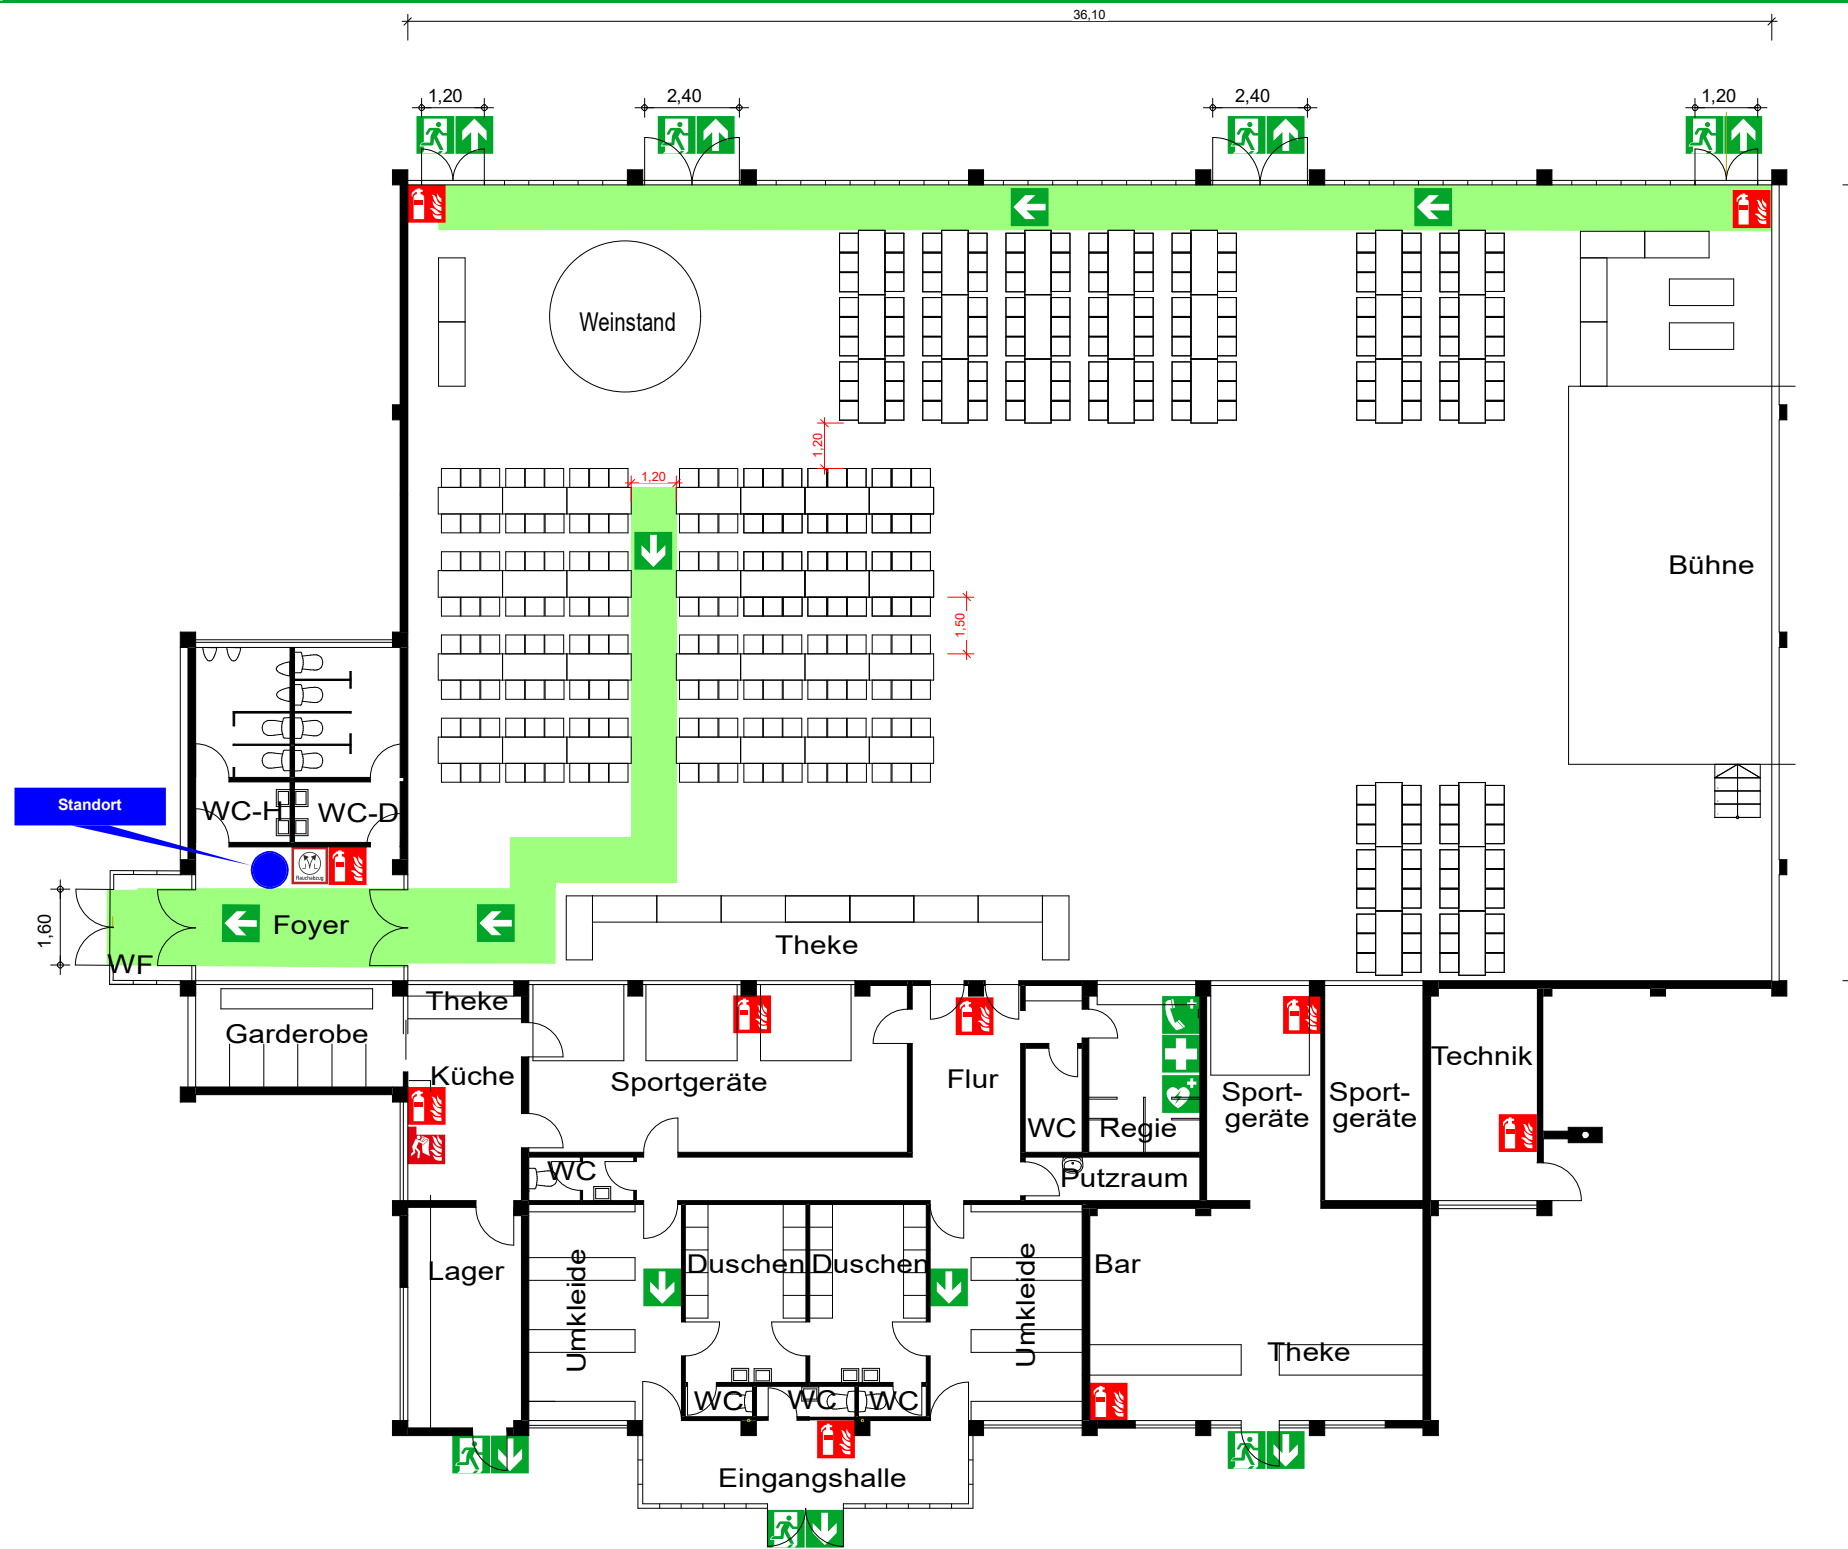 36,10
1,20
2,40
2,40
1,20
Weinstand
1,20
1,20
1,50
Bühne
Standort
WC-H
WC-D
Rauchabzug
1,60
Foyer
WF
Theke
Theke
Garderobe
Küche
Sportgeräte
Flur
WC
Regie
Sport-
geräte
Sport-
geräte
Technik
WC
Putzraum
Lager
Umkleide
Duschen
Duschen
Umkleide
Bar
Theke
WC
WC
WC
Eingangshalle